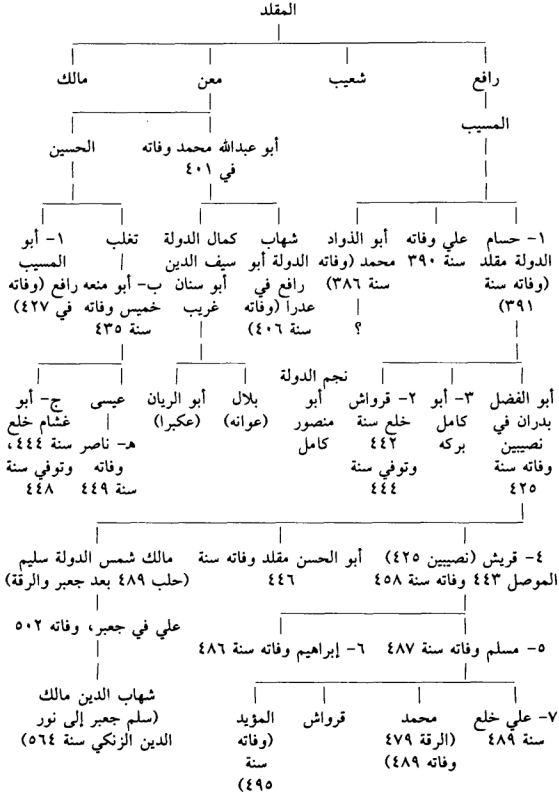 المقلد
رافع
شعيب
معن
مالك
المسيب
أبو عبدالله محمد وفاته
في ٤٠١
الحسين
١- حسام
الدولة مقلد
(وفاته سنة
٣٩١)
علي وفاته
سنة ٣٩٠
أبو الذواد
محمد (وفاته
سنة ٣٨٦)
؟
شهاب
الدولة أبو
رافع في
عدرا (وفاته
سنة ٤٠٦)
كمال الدولة
سيف الدين
أبو سنان
غريب
تغلب
ب- أبو منعه
خميس وفاته
سنة ٤٣٥
١- أبو
المسيب
رافع (وفاته
في ٤٢٧)
أبو الفضل
بدران في
نصيبين
وفاته سنة
٤٢٥
٣- أبو
كامل
بركه
٢- قرواش
خلع سنة
٤٤٢
وتوفي سنة
٤٤٤
نجم الدولة
أبو
منصور
كامل
بلال
(عوانه)
أبو الريان
(عكبرا)
عيسى
هـ- ناصر
وفاته
سنة ٤٤٩
ج- أبو
غشام خلع
سنة ٤٤٤،
وتوفي سنة
٤٤٨
٤- قريش (نصيبين ٤٢٥)
الموصل ٤٤٣ وفاته سنة ٤٥٨
أبو الحسن مقلد وفاته سنة
٤٤٦
مالك شمس الدولة سليم
(حلب ٤٨٩ بعد جعبر والرقة)
علي في جعبر، وفاته ٥٠٢
٥- مسلم وفاته سنة ٤٨٧
٦- إبراهيم وفاته سنة ٤٨٦
شهاب الدين مالك
(سلم جعبر إلى نور
الدين الزنكي سنة ٥٦٤)
٧- علي خلع
سنة ٤٨٩
محمد
(الرقة ٤٧٩
وفاته ٤٨٩)
قرواش
المؤيد
(وفاته
سنة
٤٩٥)